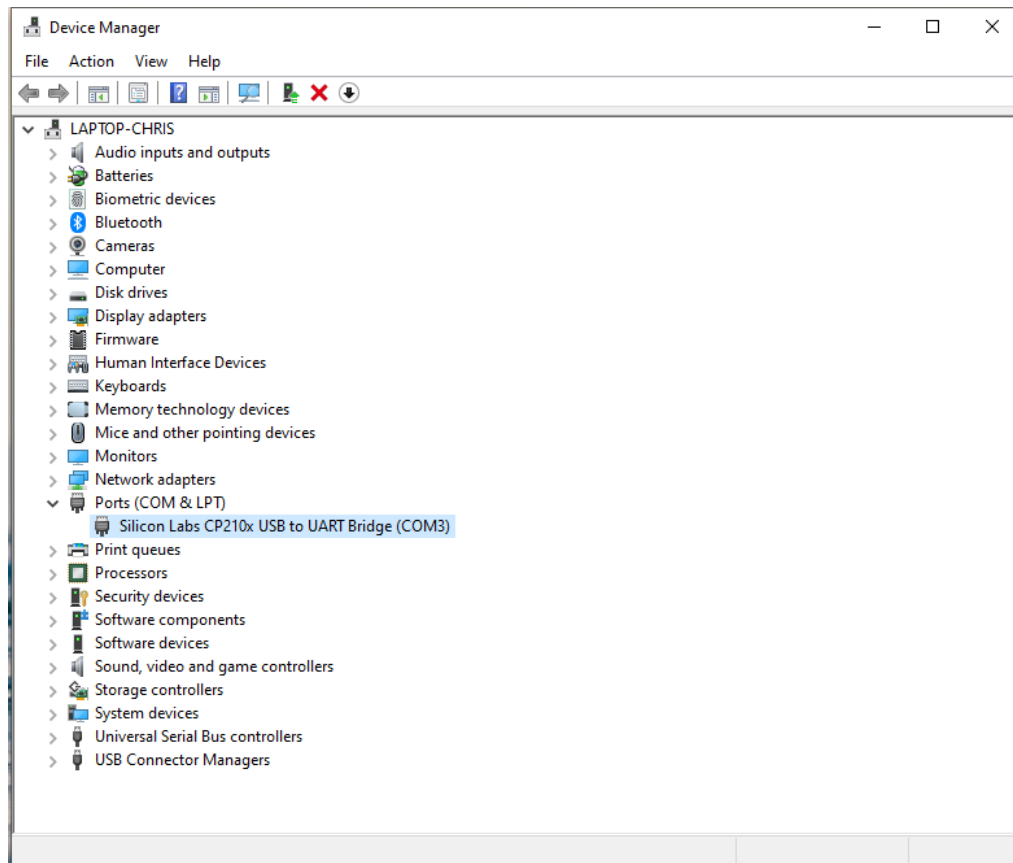 Device Manager
File Action View Help
LAPTOP-CHRIS
Audio inputs and outputs
Batteries
Biometric devices
Bluetooth
Cameras
Computer
Disk drives
Display adapters
Firmware
Human Interface Devices
Keyboards
Memory technology devices
Mice and other pointing devices
Monitors
Network adapters
Ports (COM & LPT)
Silicon Labs CP210x USB to UART Bridge (COM3)
Print queues
Processors
Security devices
Software components
Software devices
Sound, video and game controllers
Storage controllers
System devices
Universal Serial Bus controllers
USB Connector Managers